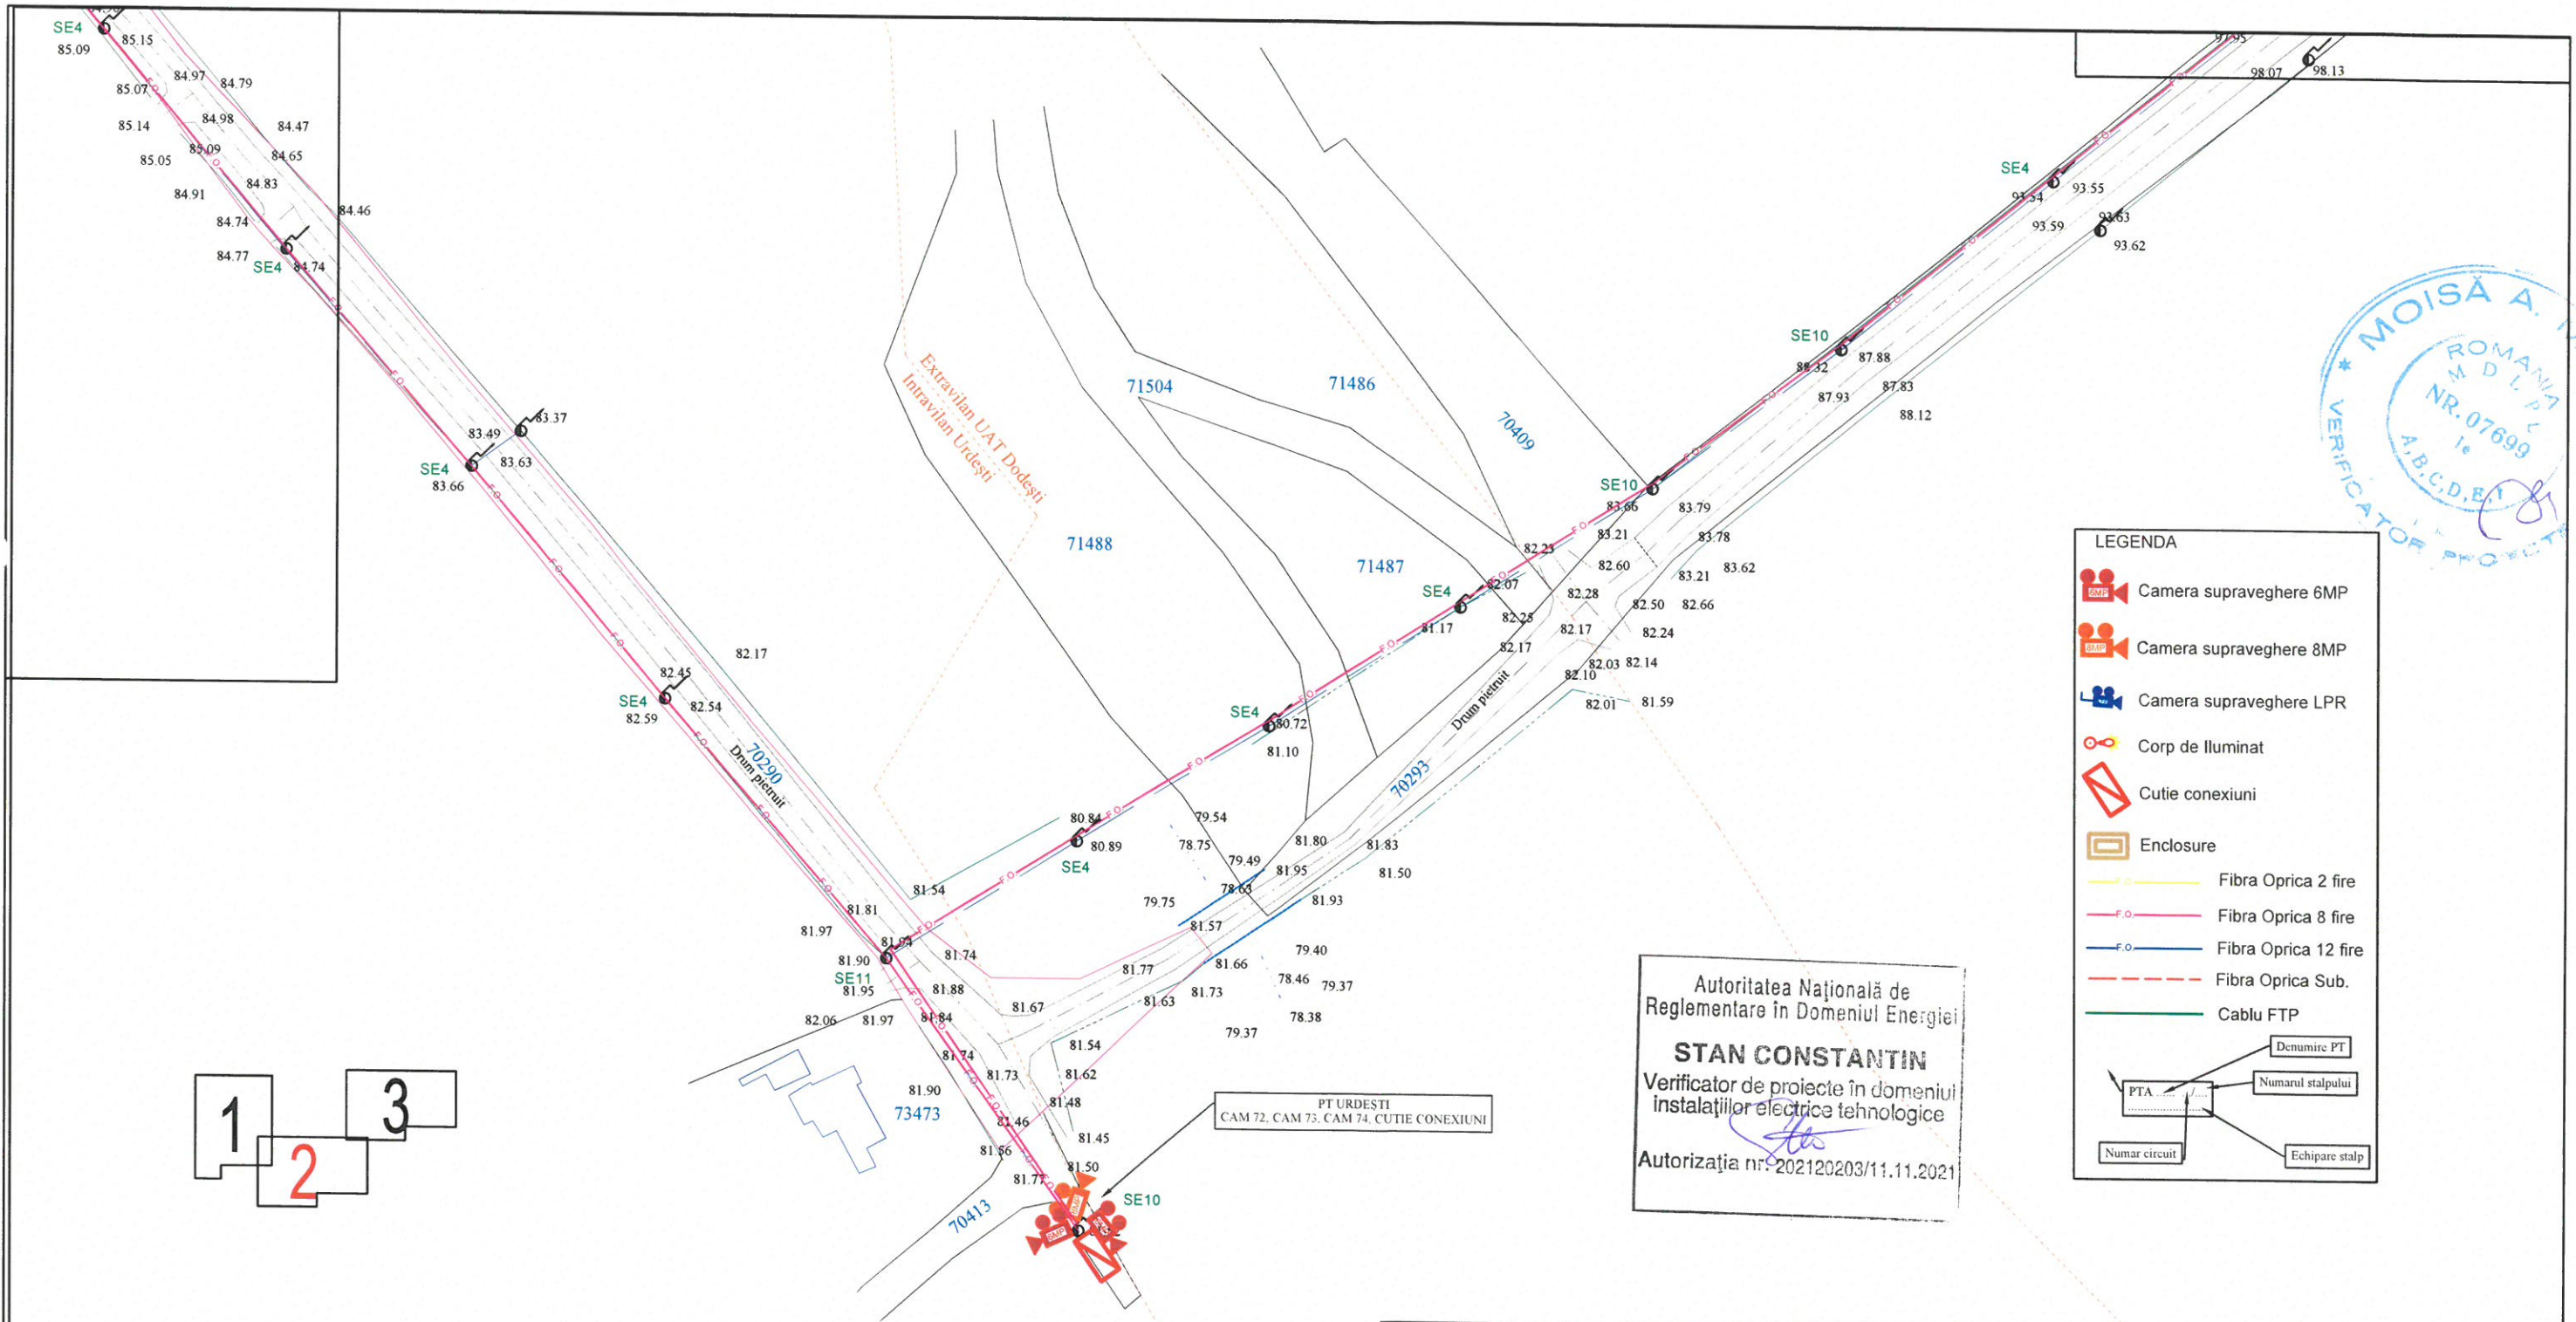 SE4
85.09
85.15
84.97
84.79
85.07
84.98
84.47
85.14
85.09
84.65
85.05
84.83
84.91
84.46
84.74
84.77
SE4
84.74
83.37
83.49
83.63
SE4
83.66
82.17
82.45
SE4
82.54
82.59
70290
Drum pietruit
Extravilan UAT Dodești
Intravilan Urdești
71504
71486
70409
71488
71487
97.95
98.07
98.13
SE4
93.54
93.55
93.59
93.63
93.62
SE10
88.32
87.88
87.83
87.93
88.12
SE10
83.66
83.79
83.21
83.78
82.23
82.60
83.62
83.21
SE4
82.07
82.28
82.50
82.66
81.17
82.25
82.17
82.24
82.17
82.03
82.14
82.10
82.01
81.59
SE4
80.72
81.10
Drum pietruit
70293
80.84
80.89
SE4
79.54
78.75
79.49
81.80
81.83
81.95
81.50
78.63
79.75
81.93
81.57
81.54
81.81
81.97
81.94
81.90
81.74
SE11
81.95
81.88
81.77
81.66
79.40
78.46
79.37
81.73
81.63
81.67
78.38
79.37
82.06
81.97
81.84
81.54
81.74
81.73
81.62
81.90
73473
81.48
81.46
81.45
81.56
81.50
81.77
SE10
70413
8MP
6MP
PT URDEȘTI
CAM 72, CAM 73, CAM 74, CUTIE CONEXIUNI
1
2
3
MOISĂ A.
ROMANIA
M D L P L
NR. 07699
A,B,C,D,E,
VERIFICATOR PROIECTE
LEGENDA
6MP
Camera supraveghere 6MP
8MP
Camera supraveghere 8MP
Camera supraveghere LPR
Corp de Iluminat
Cutie conexiuni
Enclosure
F.O.
Fibra Oprica 2 fire
F.O.
Fibra Oprica 8 fire
F.O.
Fibra Oprica 12 fire
Fibra Oprica Sub.
Cablu FTP
Denumire PT
PTA ..... /....
Numarul stalpului
Numar circuit
Echipare stalp
Autoritatea Națională de
Reglementare în Domeniul Energiei
STAN CONSTANTIN
Verificator de proiecte în domeniul
instalațiilor electrice tehnologice
Autorizația nr. 202120203/11.11.2021